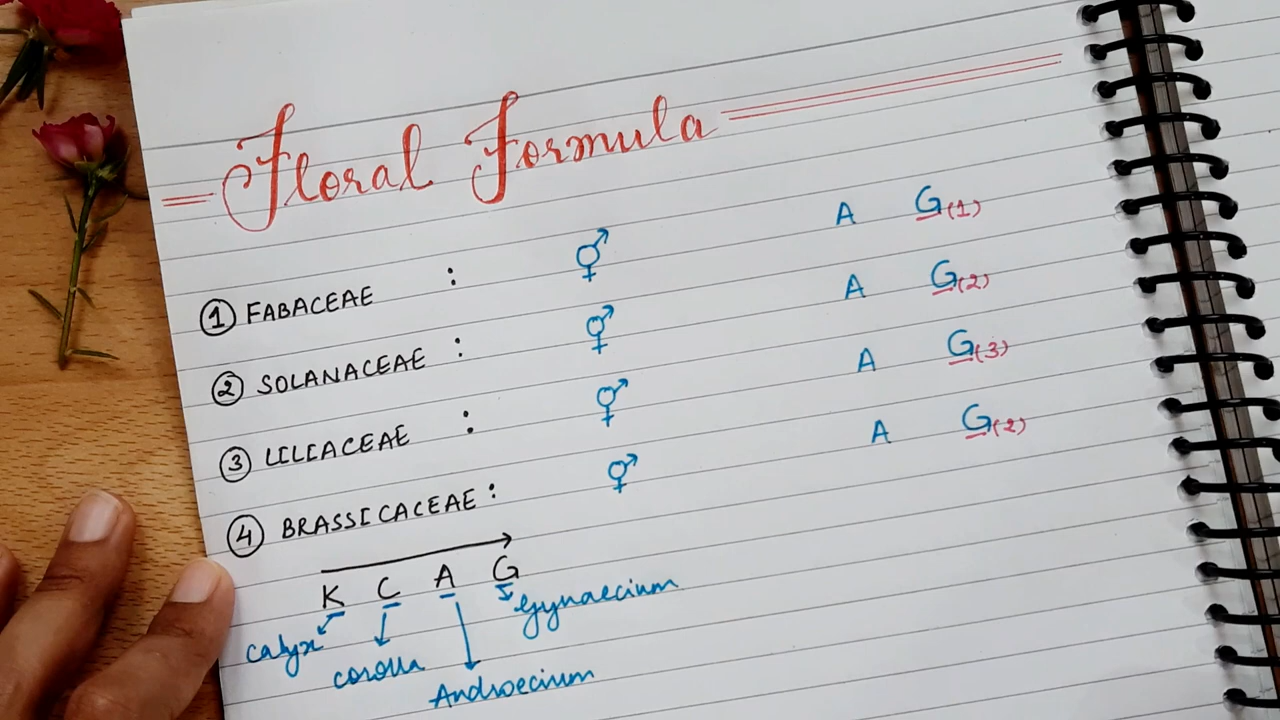 Floral Formula
① FABACEAE : ⚥ A G(1)
② SOLANACEAE : ⚥ A G(2)
③ LILIACEAE : ⚥ A G(3)
④ BRASSICACEAE : ⚥ A G(2)
K C A G
calyx corolla Androecium Gynaecium